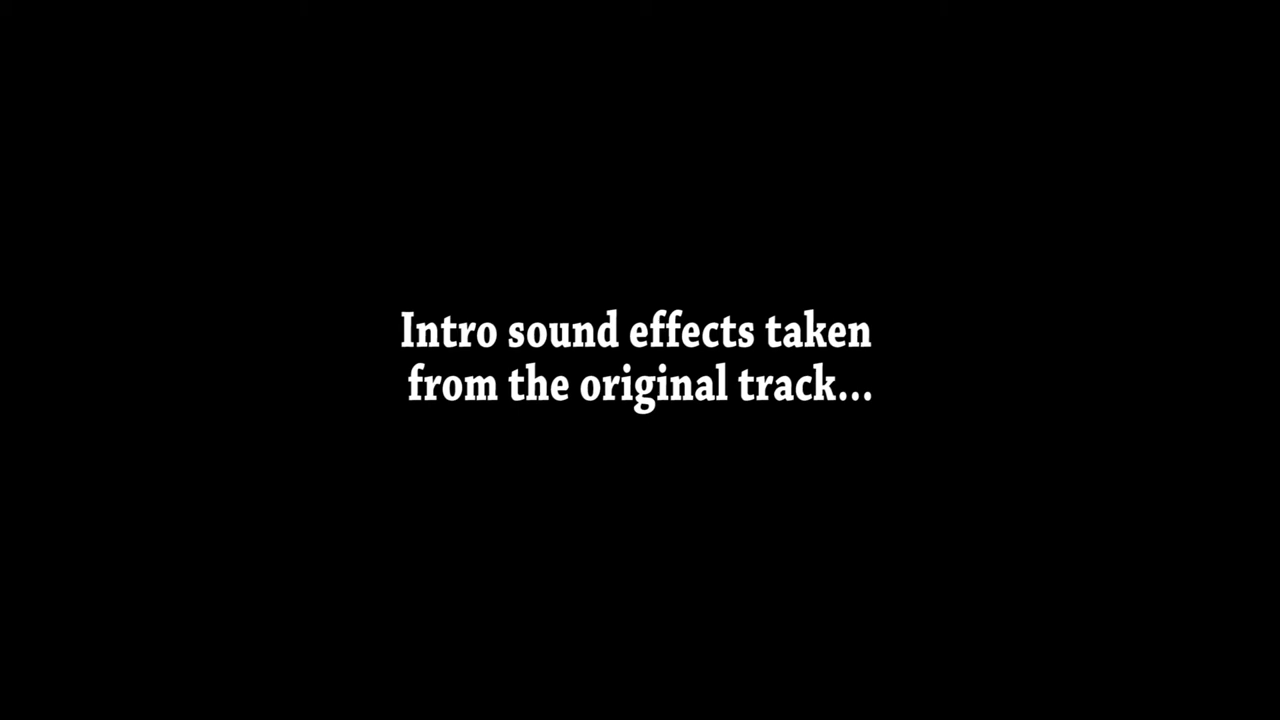 Intro sound effects taken
from the original track...